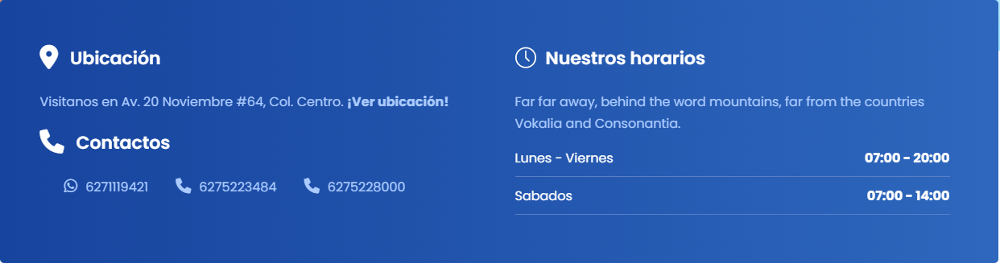 Ubicación
Visitanos en Av. 20 Noviembre #64, Col. Centro. ¡Ver ubicación!
Contactos
6271119421 6275223484 6275228000
Nuestros horarios
Far far away, behind the word mountains, far from the countries
Vokalia and Consonantia.
Lunes - Viernes 07:00 - 20:00
Sabados 07:00 - 14:00